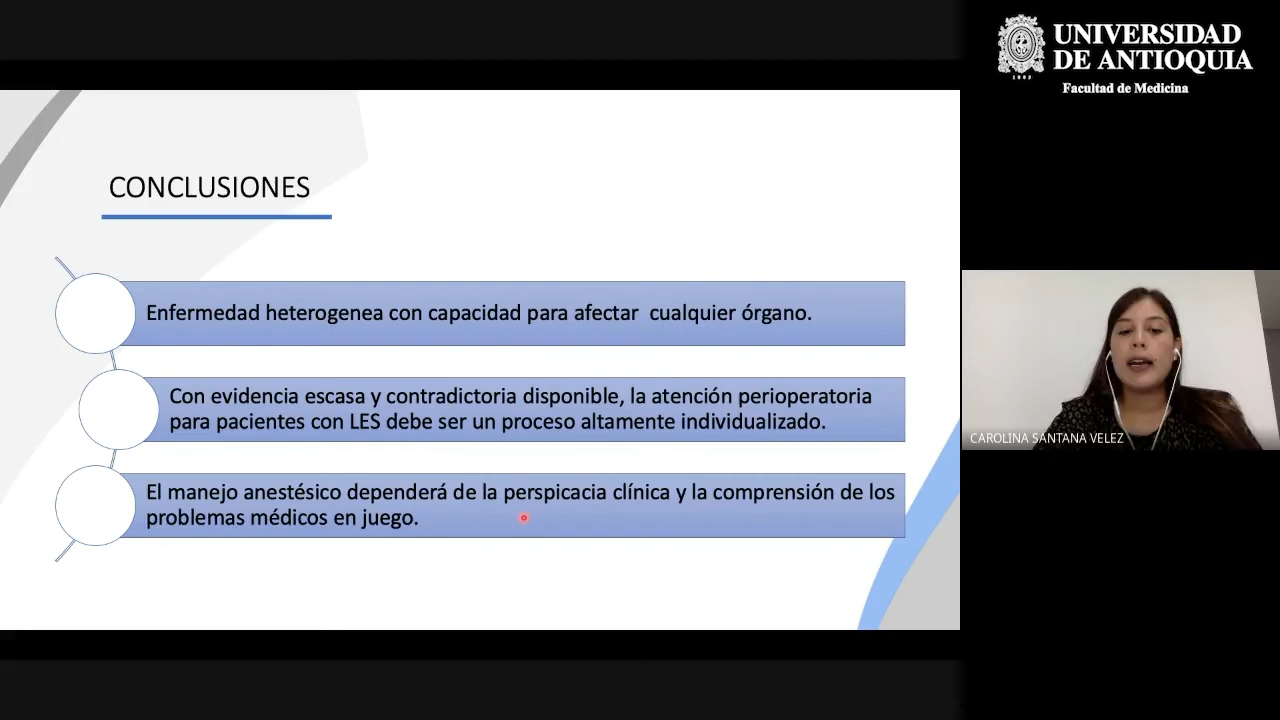 UNIVERSIDAD
DE ANTIOQUIA
1803
Facultad de Medicina
CONCLUSIONES
Enfermedad heterogenea con capacidad para afectar cualquier órgano.
Con evidencia escasa y contradictoria disponible, la atención perioperatoria
para pacientes con LES debe ser un proceso altamente individualizado.
El manejo anestésico dependerá de la perspicacia clínica y la comprensión de los
problemas médicos en juego.
CAROLINA SANTANA VELEZ